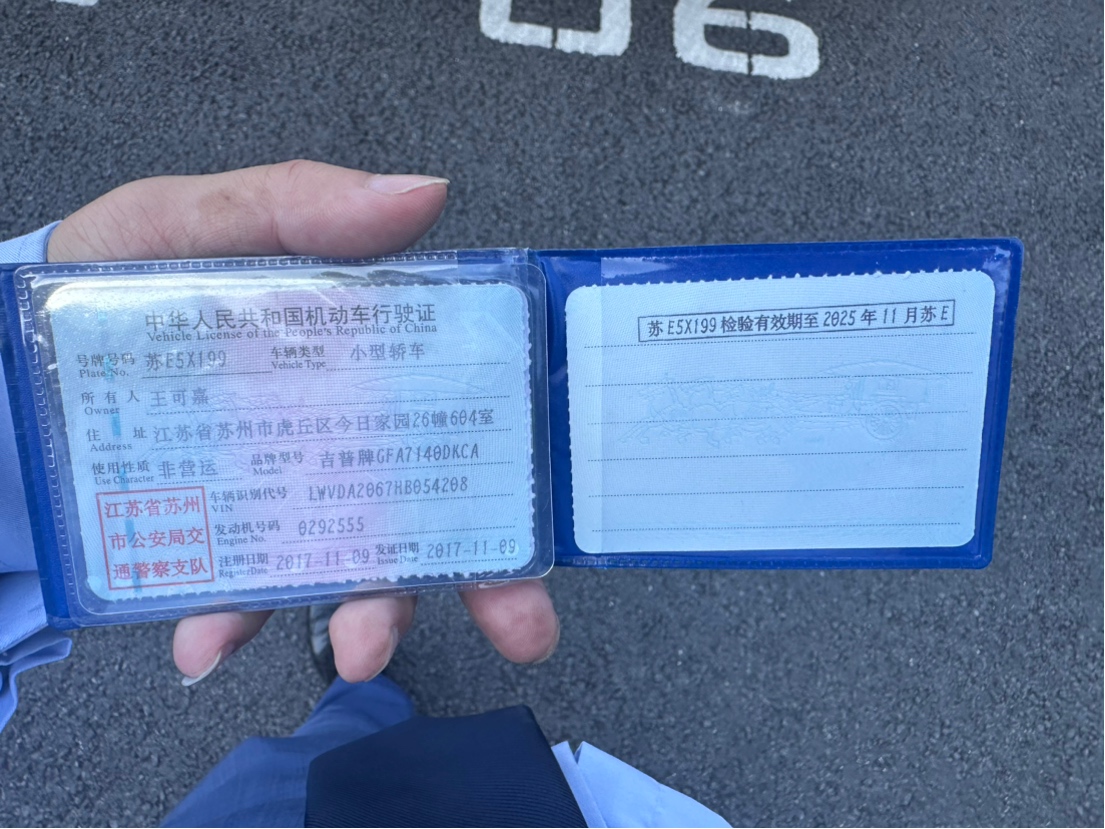 06
中华人民共和国机动车行驶证
Vehicle License of the People's Republic of China
号牌号码 苏E5X199 车辆类型 小型轿车
Plate No. Vehicle Type
所有人 王可嘉
Owner
住址 江苏省苏州市虎丘区今日家园26幢604室
Address
使用性质 非营运 品牌型号 吉普牌GFA7140DKCA
Use Character Model
江苏省苏州
市公安局交
通警察支队
车辆识别代号 LWVDA2067HB054208
VIN
发动机号码 0292555
Engine No.
注册日期 2017-11-09 发证日期 2017-11-09
Register Date Issue Date
苏E5X199检验有效期至2025年11月苏E